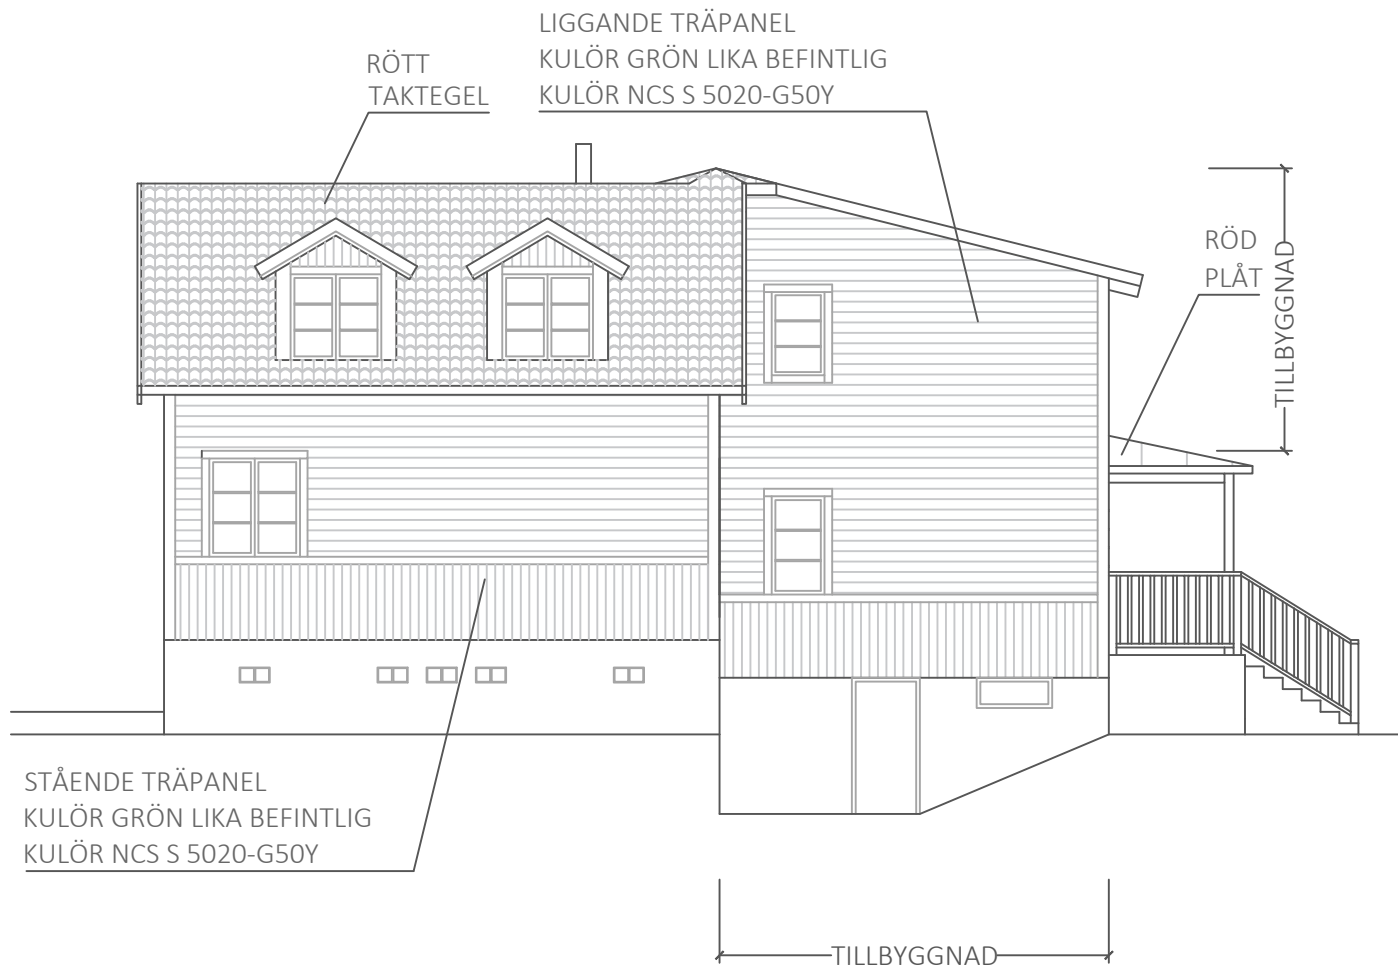 LIGGANDE TRÄPANEL
KULÖR GRÖN LIKA BEFINTLIG
KULÖR NCS S 5020-G50Y
RÖTT
TAKTEGEL
RÖD
PLÅT
TILLBYGGNAD
STÅENDE TRÄPANEL
KULÖR GRÖN LIKA BEFINTLIG
KULÖR NCS S 5020-G50Y
TILLBYGGNAD